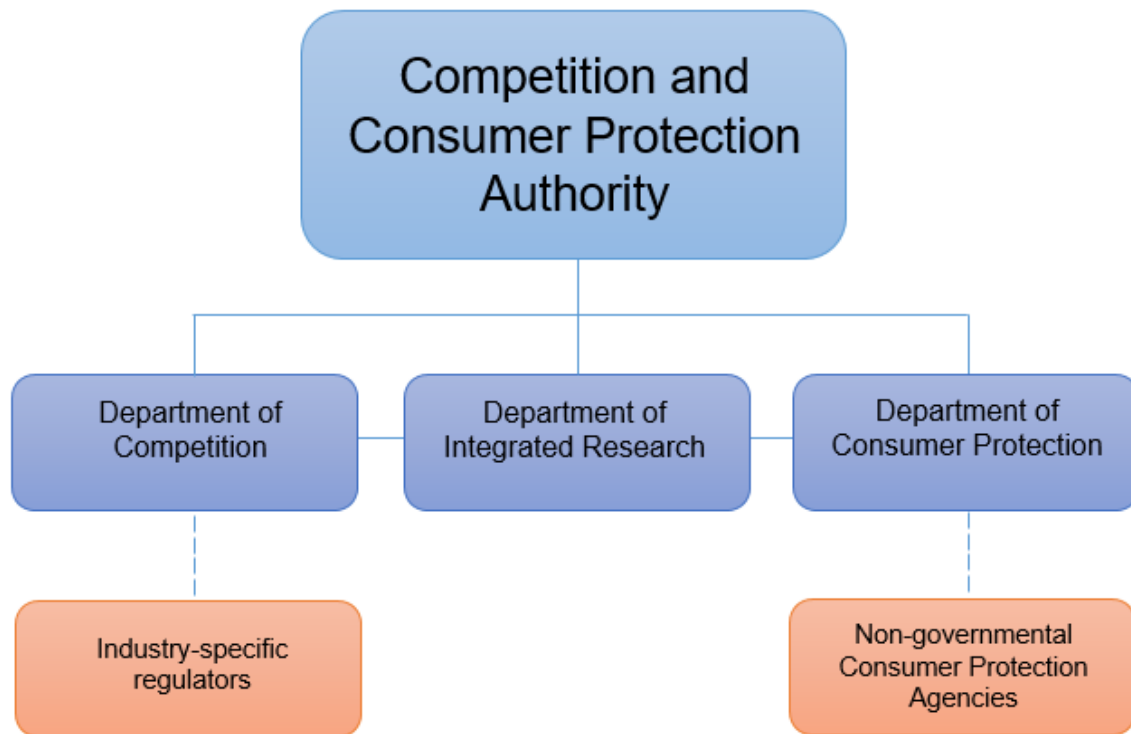 Competition and
Consumer Protection
Authority
Department of
Competition
Department of
Integrated Research
Department of
Consumer Protection
Industry-specific
regulators
Non-governmental
Consumer Protection
Agencies